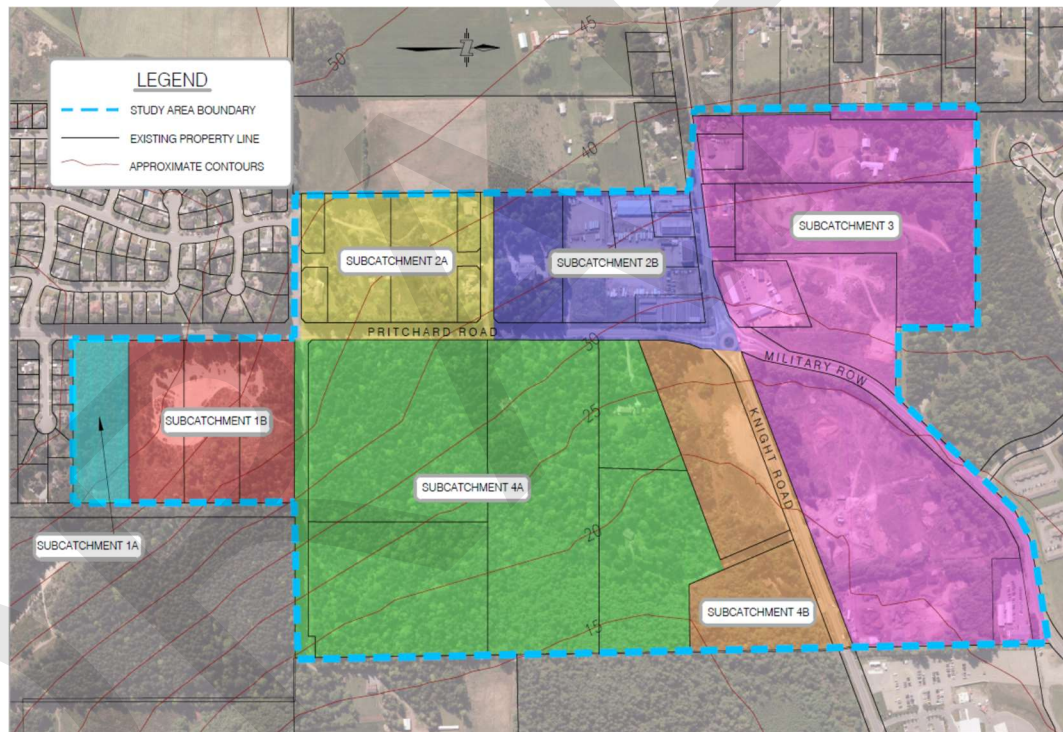 50
45
Z
LEGEND
STUDY AREA BOUNDARY
EXISTING PROPERTY LINE
APPROXIMATE CONTOURS
40
SUBCATCHMENT 3
SUBCATCHMENT 2A
SUBCATCHMENT 2B
PRITCHARD ROAD
30
MILITARY ROW
SUBCATCHMENT 1B
25
KNIGHT ROAD
SUBCATCHMENT 4A
20
SUBCATCHMENT 1A
SUBCATCHMENT 4B
15